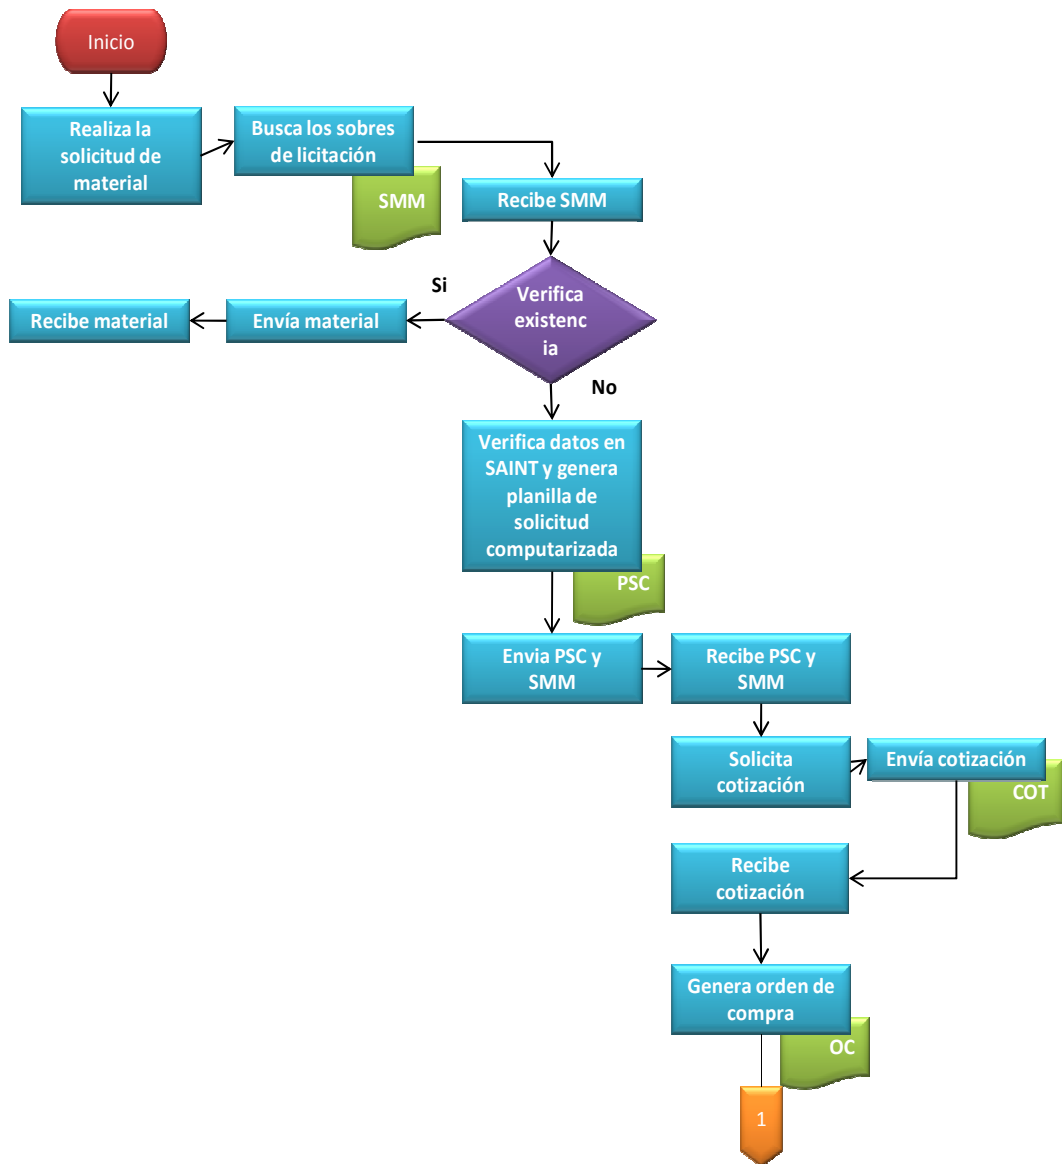 Inicio
Realiza la
solicitud de
material
Busca los sobres
de licitación
SMM
Recibe SMM
Si
Verifica
existenc
ia
Recibe material
Envía material
No
Verifica datos en
SAINT y genera
planilla de
solicitud
computarizada
PSC
Envia PSC y
SMM
Recibe PSC y
SMM
Solicita
cotización
Envía cotización
COT
Recibe
cotización
Genera orden de
compra
OC
1